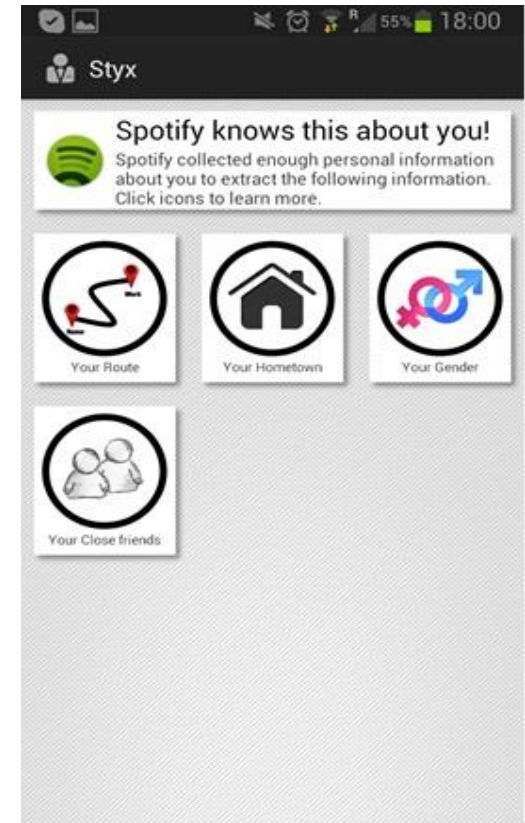 R 55% 18:00
Styx
Spotify knows this about you!
Spotify collected enough personal information
about you to extract the following information.
Click icons to learn more.
Work
Home
Your Route
Your Hometown
Your Gender
Your Close friends